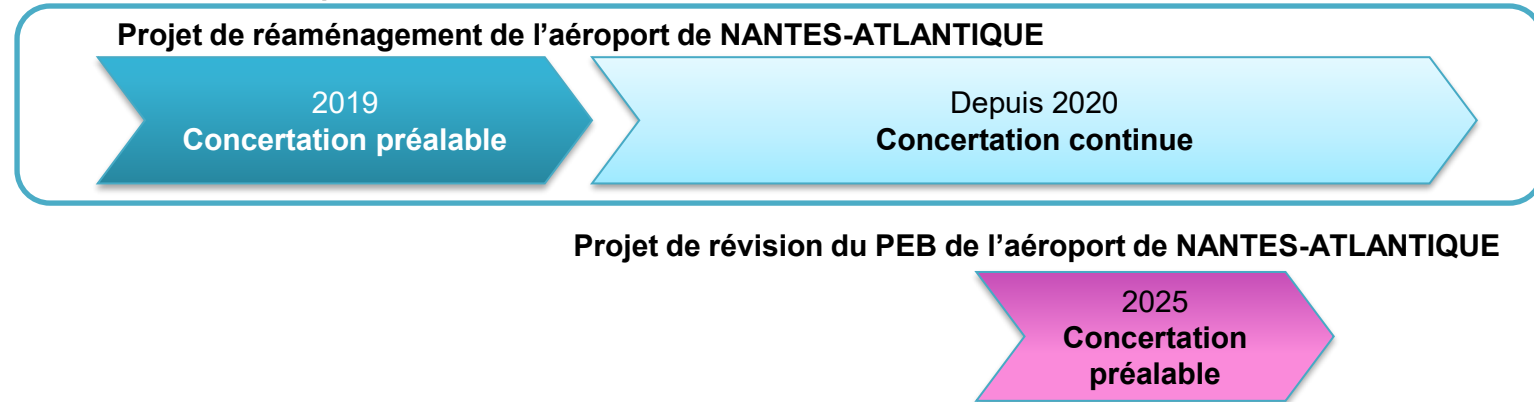 Projet de réaménagement de l’aéroport de NANTES-ATLANTIQUE
2019
Concertation préalable
Depuis 2020
Concertation continue
Projet de révision du PEB de l’aéroport de NANTES-ATLANTIQUE
2025
Concertation
préalable